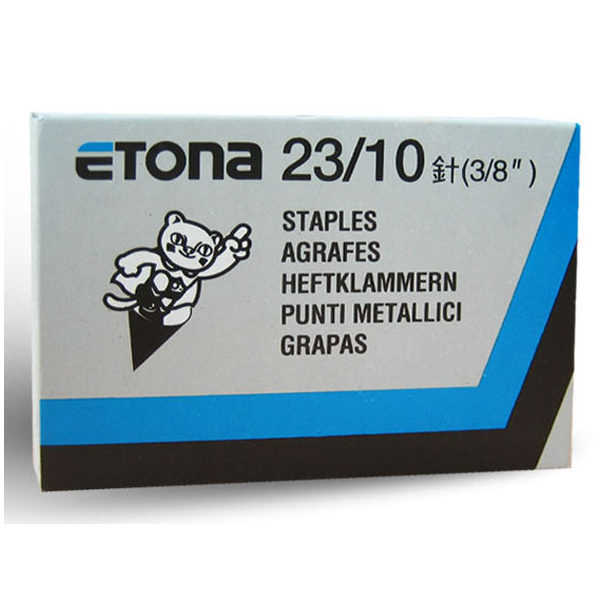 ETONA 23/10 針(3/8")
STAPLES
AGRAFES
HEFTKLAMMERN
PUNTI METALLICI
GRAPAS